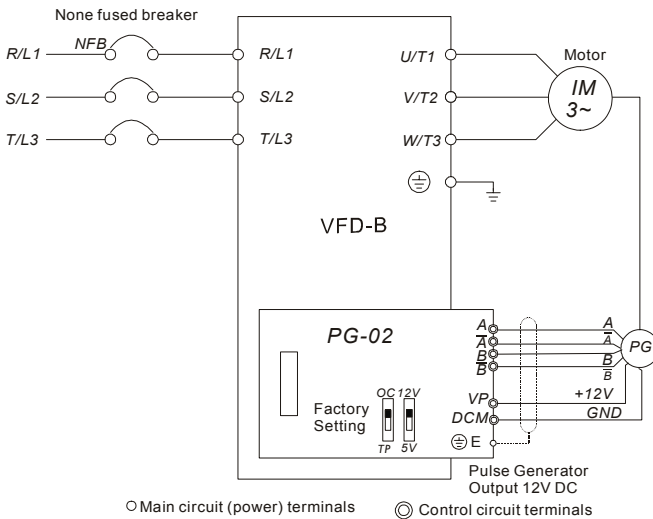 None fused breaker
R/L1 NFB R/L1 U/T1 Motor
S/L2 S/L2 V/T2 IM 3~
T/L3 T/L3 W/T3
VFD-B
PG-02
A A
A̅ A̅
B B
B̅ B̅
PG
OC 12V VP +12V
Factory
Setting
DCM GND
TP 5V E
Pulse Generator
Output 12V DC
Main circuit (power) terminals Control circuit terminals